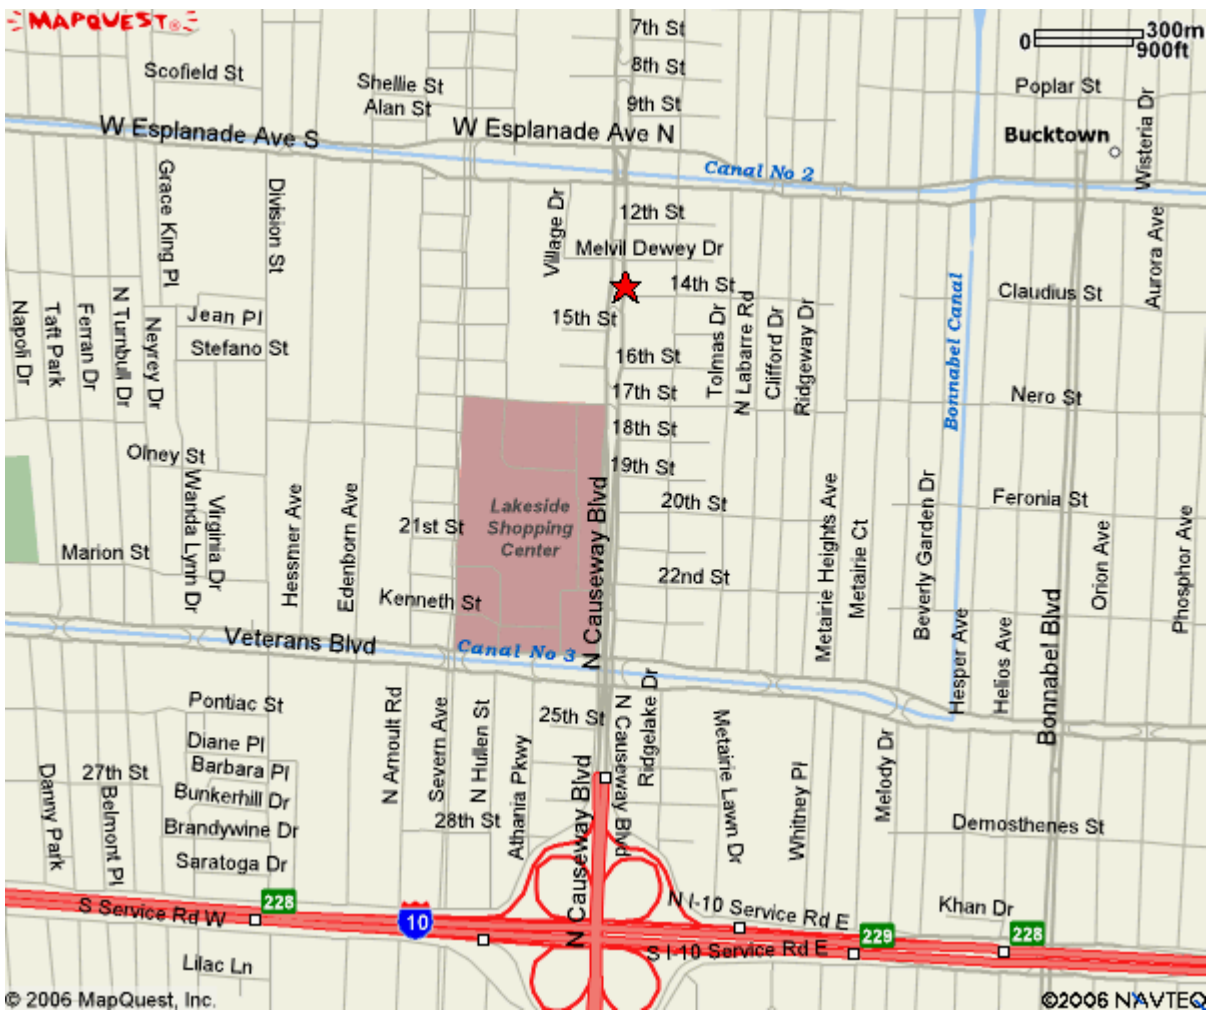 MAPQUEST®
0
300m
900ft
7th St
8th St
9th St
Scofield St
Shellie St
Alan St
Poplar St
Bucktown
Wisteria Dr
W Esplanade Ave S
W Esplanade Ave N
Canal No 2
Grace King Pl
Division St
Village Dr
12th St
Melvil Dewey Dr
14th St
15th St
16th St
17th St
18th St
19th St
20th St
22nd St
Aurora Ave
Claudius St
Bonnabel Canal
Napoli Dr
Taft Park
Ferran Dr
N Turnbull Dr
Neyrey Dr
Jean Pl
Stefano St
Tolmas Dr
N Labarre Rd
Clifford Dr
Ridgeway Dr
Nero St
Olney St
Wanda Lynn Dr
Virginia Dr
Hessmer Ave
Edenborn Ave
Marion St
21st St
Kenneth St
Lakeside
Shopping
Center
N Causeway Blvd
Metairie Heights Ave
Metairie Ct
Beverly Garden Dr
Feronia St
Orion Ave
Phosphor Ave
Hesper Ave
Helios Ave
Bonnabel Blvd
Veterans Blvd
Canal No 3
Pontiac St
Diane Pl
Barbara Pl
Bunkerhill Dr
Brandywine Dr
Saratoga Dr
27th St
Danny Park
Belmont Pl
N Arnoult Rd
Severn Ave
N Hullen St
Athania Pkwy
25th St
28th St
N Causeway Blvd
N Causeway Blvd
Ridgelake Dr
Metairie Lawn Dr
Whitney Pl
Melody Dr
Demosthenes St
Khan Dr
S Service Rd W
228
10
N I-10 Service Rd E
S I-10 Service Rd E
229
228
Lilac Ln
© 2006 MapQuest, Inc.
©2006 NAVTEQ